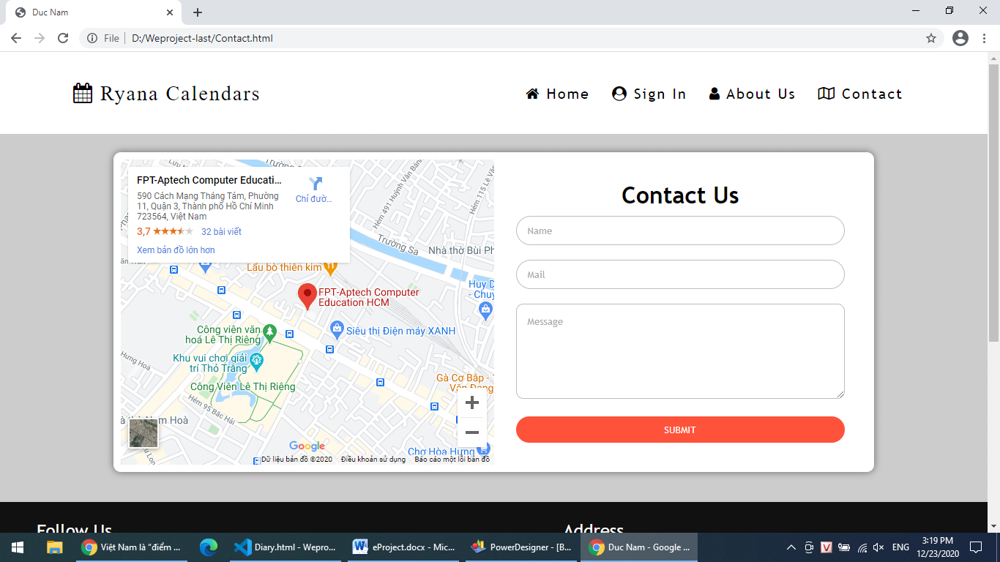 Duc Nam
File
D:/Weproject-last/Contact.html
Ryana Calendars
Home
Sign In
About Us
Contact
FPT-Aptech Computer Educati...
590 Cách Mạng Tháng Tám, Phường
11, Quận 3, Thành phố Hồ Chí Minh
723564, Việt Nam
3,7
32 bài viết
Xem bản đồ lớn hơn
Chỉ đườ...
Trường
Hẻm 491 Huỳnh Văn Bán
Hẻm 115 Lê Vă
Trường Sa
Nhà thờ Bùi Ph
Lẩu bò thiên kim
Huy D
- Chuy
FPT-Aptech Computer
Education HCM
Công viên văn
hoá Lê Thị Riêng
Siêu thị Điện máy XANH
Hưng Hoá
Khu vui chơi giải
trí Thỏ Trắng
Công Viên Lê Thị Riêng
Gà Cơ Bắp - T
Văn Đang
Hẻm 95 Bắc Hải
Nam Hoà
Chợ Hòa Hưng
Google
Dữ liệu bản đồ ©2020
Điều khoản sử dụng
Báo cáo một lỗi bản đồ
Contact Us
Name
Mail
Message
SUBMIT
Follow Us
Address
Việt Nam là “điểm ...
Diary.html - Wepro...
eProject.docx - Mic...
PowerDesigner - [B...
Duc Nam - Google ...
ENG
3:19 PM
12/23/2020